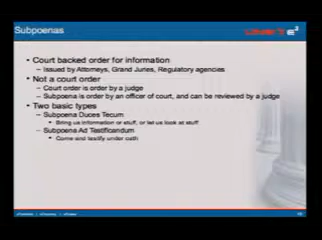 Subpoenas
• Court backed order for information
– Issued by Attorneys, Grand Juries, Regulatory agencies
• Not a court order
– Court order is order by a judge
– Subpoena is order by an officer of court, and can be reviewed by a judge
• Two basic types
– Subpoena Duces Tecum
• Bring us information or stuff, or let us look at stuff
– Subpoena Ad Testificandum
• Come and testify under oath